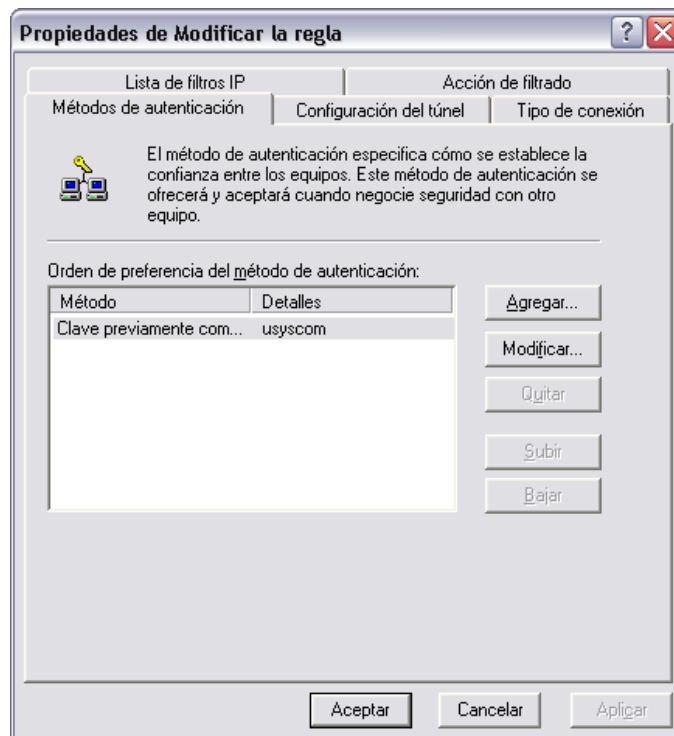 Propiedades de Modificar la regla
Lista de filtros IP
Acción de filtrado
Métodos de autenticación
Configuración del túnel
Tipo de conexión
El método de autenticación especifica cómo se establece la
confianza entre los equipos. Este método de autenticación se
ofrecerá y aceptará cuando negocie seguridad con otro
equipo.
Orden de preferencia del método de autenticación:
Método
Detalles
Clave previamente com...
usyscom
Agregar...
Modificar...
Quitar
Subir
Bajar
Aceptar
Cancelar
Aplicar